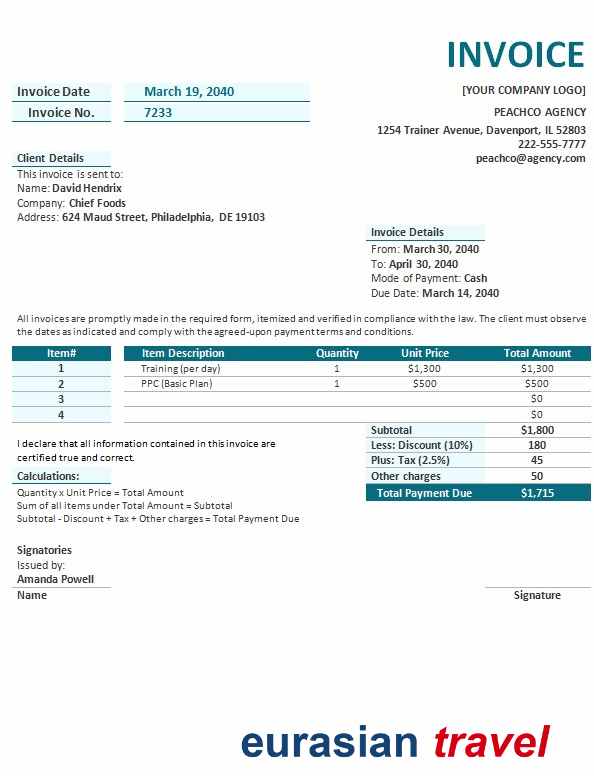 INVOICE
Invoice Date March 19, 2040
[YOUR COMPANY LOGO]
Invoice No. 7233
PEACHCO AGENCY
1254 Trainer Avenue, Davenport, IL 52803
222-555-7777
peachco@agency.com
Client Details
This invoice is sent to:
Name: David Hendrix
Company: Chief Foods
Address: 624 Maud Street, Philadelphia, DE 19103
Invoice Details
From: March 30, 2040
To: April 30, 2040
Mode of Payment: Cash
Due Date: March 14, 2040
All invoices are promptly made in the required form, itemized and verified in compliance with the law. The client must observe
the dates as indicated and comply with the agreed-upon payment terms and conditions.
Item# Item Description Quantity Unit Price Total Amount
1 Training (per day) 1 $1,300 $1,300
2 PPC (Basic Plan) 1 $500 $500
3 $0
4 $0
Subtotal $1,800
I declare that all information contained in this invoice are
certified true and correct.
Less: Discount (10%) 180
Plus: Tax (2.5%) 45
Calculations:
Other charges 50
Quantity x Unit Price = Total Amount
Total Payment Due $1,715
Sum of all items under Total Amount = Subtotal
Subtotal - Discount + Tax + Other charges = Total Payment Due
Signatories
Issued by:
Amanda Powell
Name Signature
eurasian travel